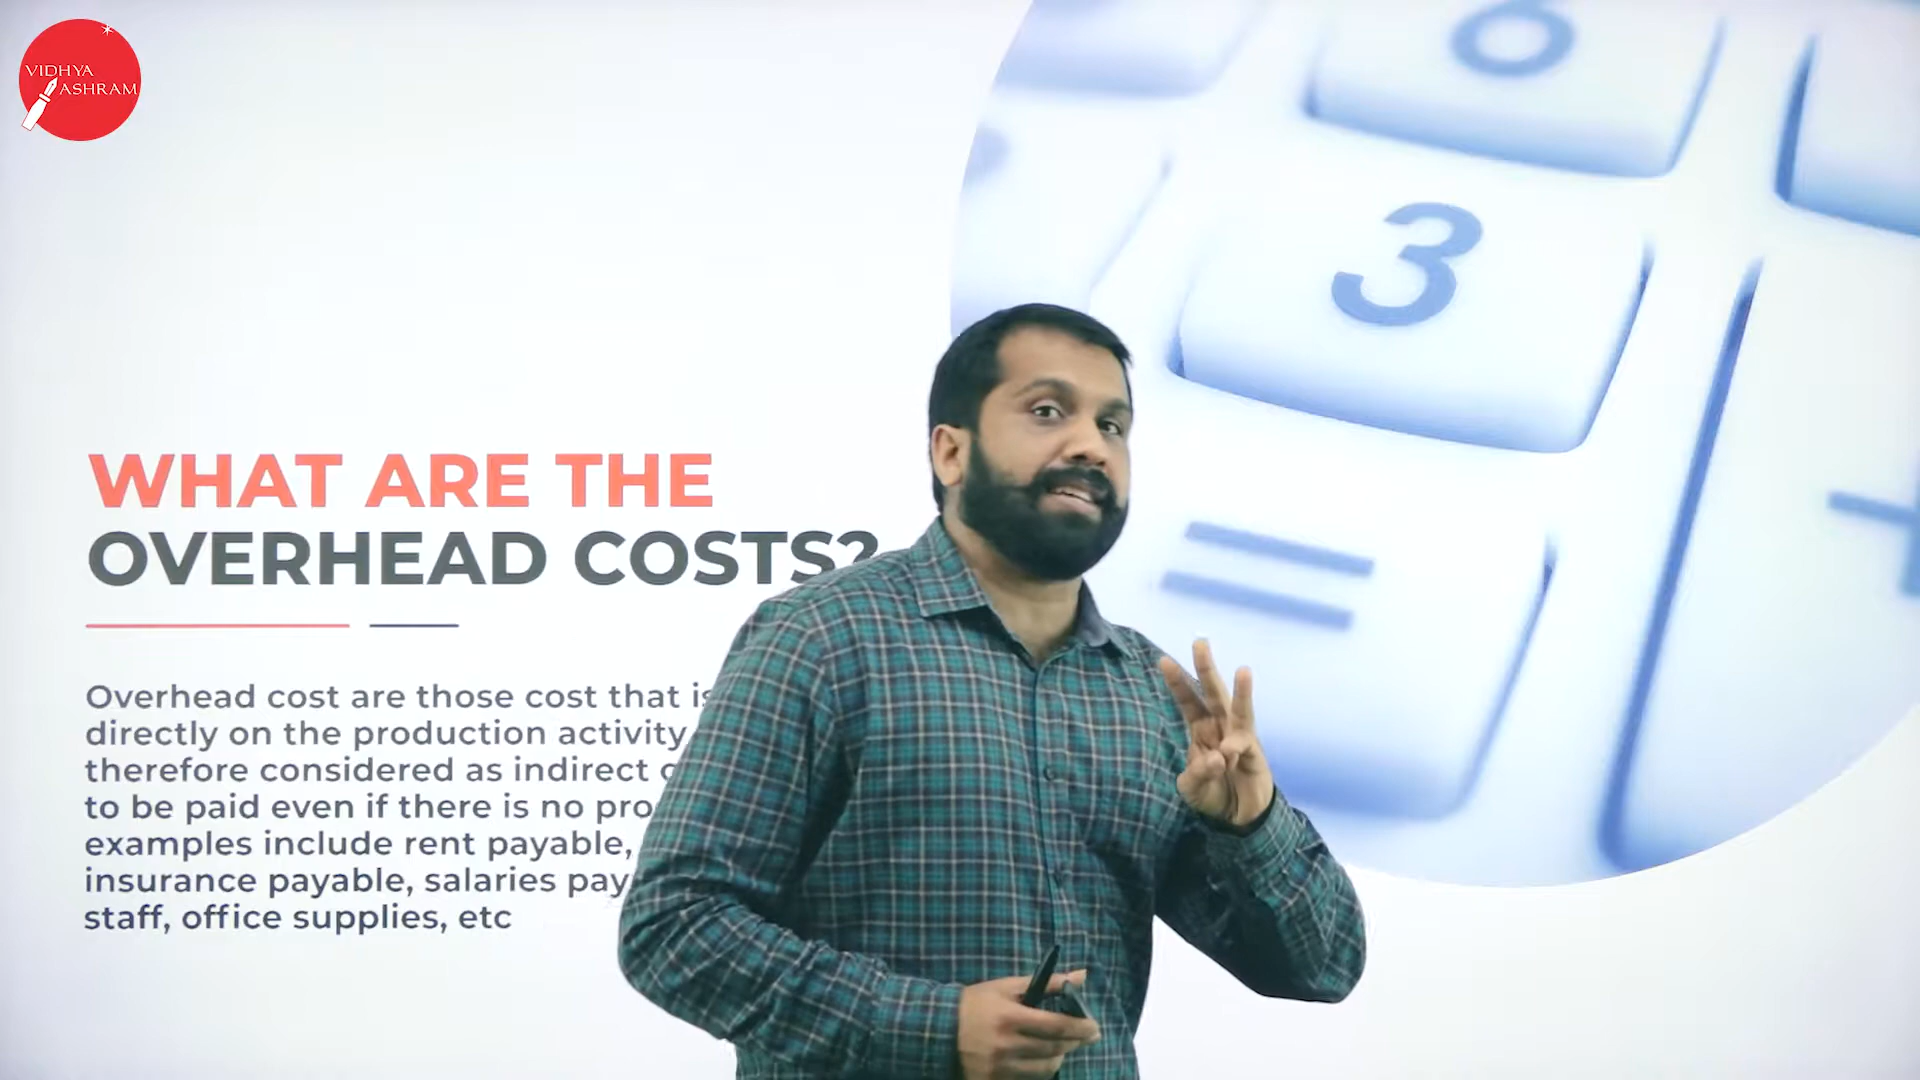 VIDHYA
ASHRAM
6
3
=
+
WHAT ARE THE
OVERHEAD COSTS?
Overhead cost are those cost that is
directly on the production activity
therefore considered as indirect
to be paid even if there is no
examples include rent payable,
insurance payable, salaries
staff, office supplies, etc